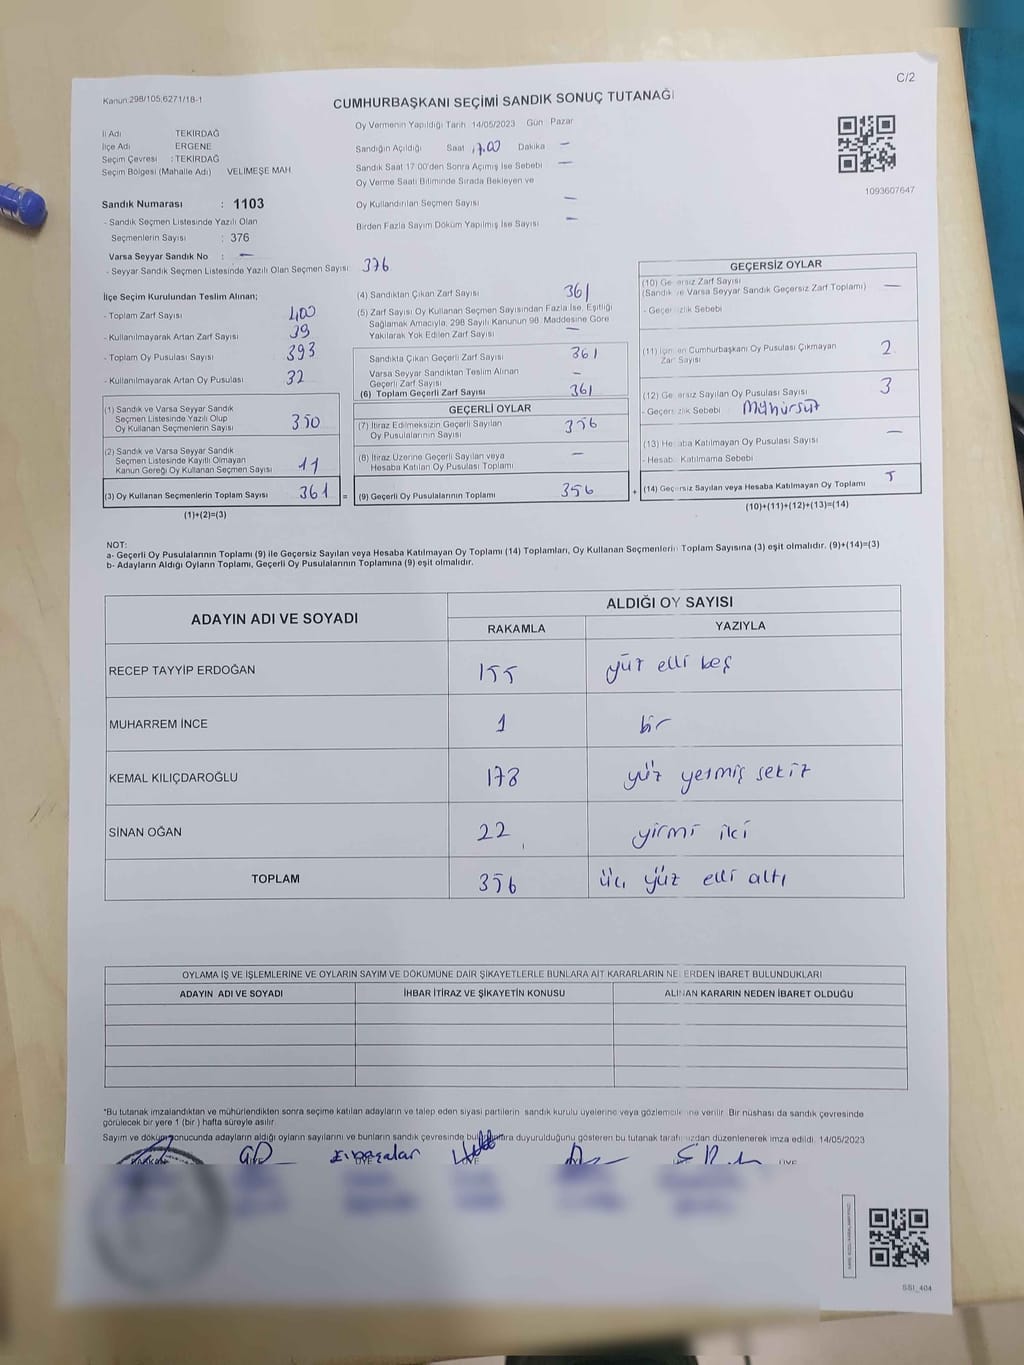 C/2
Kanun:298/105,6271/18-1
CUMHURBAŞKANI SEÇİMİ SANDIK SONUÇ TUTANAĞI
İl Adı TEKİRDAĞ
İlçe Adı ERGENE
Seçim Çevresi : TEKİRDAĞ
Seçim Bölgesi (Mahalle Adı) VELİMEŞE MAH
Sandık Numarası : 1103
- Sandık Seçmen Listesinde Yazılı Olan
Seçmenlerin Sayısı : 376
Varsa Seyyar Sandık No : —
- Seyyar Sandık Seçmen Listesinde Yazılı Olan Seçmen Sayısı 376
Oy Vermenin Yapıldığı Tarih 14/05/2023 Gün Pazar
Sandığın Açıldığı Saat 17.00 Dakika —
Sandık Saat 17:00'den Sonra Açımış İse Sebebi —
Oy Verme Saati Bitiminde Sırada Bekleyen ve
Oy Kullandırılan Seçmen Sayısı —
Birden Fazla Sayım Döküm Yapılmış İse Sayısı —
1093607647
İlçe Seçim Kurulundan Teslim Alınan;
- Toplam Zarf Sayısı 400
- Kullanılmayarak Artan Zarf Sayısı 39
- Toplam Oy Pusulası Sayısı 393
- Kullanılmayarak Artan Oy Pusulası 32
(1) Sandık ve Varsa Seyyar Sandık
Seçmen Listesinde Yazılı Olup
Oy Kullanan Seçmenlerin Sayısı 350
(2) Sandık ve Varsa Seyyar Sandık
Seçmen Listesinde Kayıtlı Olmayan
Kanun Gereği Oy Kullanan Seçmen Sayısı 11
(3) Oy Kullanan Seçmenlerin Toplam Sayısı 361 =
(1)+(2)=(3)
(4) Sandıktan Çıkan Zarf Sayısı 361
(5) Zarf Sayısı Oy Kullanan Seçmen Sayısından Fazla İse, Eşitliği
Sağlamak Amacıyla, 298 Sayılı Kanunun 98. Maddesine Göre
Yakılarak Yok Edilen Zarf Sayısı —
Sandıkta Çıkan Geçerli Zarf Sayısı 361
Varsa Seyyar Sandıktan Teslim Alınan
Geçerli Zarf Sayısı —
(6) Toplam Geçerli Zarf Sayısı 361
GEÇERLİ OYLAR
(7) İtiraz Edilmeksizin Geçerli Sayılan
Oy Pusulalarının Sayısı 356
(8) İtiraz Üzerine Geçerli Sayılan veya
Hesaba Katılan Oy Pusulası Toplamı —
(9) Geçerli Oy Pusulalarının Toplamı 356 +
GEÇERSİZ OYLAR
(10) Geçersiz Zarf Sayısı
(Sandık ve Varsa Seyyar Sandık Geçersiz Zarf Toplamı) —
- Geçersizlik Sebebi
(11) İçinden Cumhurbaşkanı Oy Pusulası Çıkmayan
Zarf Sayısı 2
(12) Geçersiz Sayılan Oy Pusulası Sayısı 3
- Geçersizlik Sebebi Mühürsüz
(13) Hesaba Katılmayan Oy Pusulası Sayısı —
- Hesaba Katılmama Sebebi
(14) Geçersiz Sayılan veya Hesaba Katılmayan Oy Toplamı 5
(10)+(11)+(12)+(13)=(14)
NOT:
a- Geçerli Oy Pusulalarının Toplamı (9) ile Geçersiz Sayılan veya Hesaba Katılmayan Oy Toplamı (14) Toplamları, Oy Kullanan Seçmenlerin Toplam Sayısına (3) eşit olmalıdır. (9)+(14)=(3)
b- Adayların Aldığı Oyların Toplamı, Geçerli Oy Pusulalarının Toplamına (9) eşit olmalıdır.
ADAYIN ADI VE SOYADI ALDIĞI OY SAYISI
RAKAMLA YAZIYLA
RECEP TAYYİP ERDOĞAN 155 yüz elli beş
MUHARREM İNCE 1 bir
KEMAL KILIÇDAROĞLU 178 yüz yetmiş sekiz
SİNAN OĞAN 22 yirmi iki
TOPLAM 356 üç yüz elli altı
OYLAMA İŞ VE İŞLEMLERİNE VE OYLARIN SAYIM VE DÖKÜMÜNE DAİR ŞİKAYETLERLE BUNLARA AİT KARARLARIN NELERDEN İBARET BULUNDUKLARI
ADAYIN ADI VE SOYADI İHBAR İTİRAZ VE ŞİKAYETİN KONUSU ALINAN KARARIN NEDEN İBARET OLDUĞU
*Bu tutanak imzalandıktan ve mühürlendikten sonra seçime katılan adayların ve talep eden siyasi partilerin sandık kurulu üyelerine veya gözlemcilerine verilir. Bir nüshası da sandık çevresinde
görülecek bir yere 1 (bir) hafta süreyle asılır.
Sayım ve döküm sonucunda adayların aldığı oyların sayılarını ve bunların sandık çevresinde duyurulduğunu gösteren bu tutanak tarafımızdan düzenlenerek imza edildi. 14/05/2023
ÜYE
SSI_404